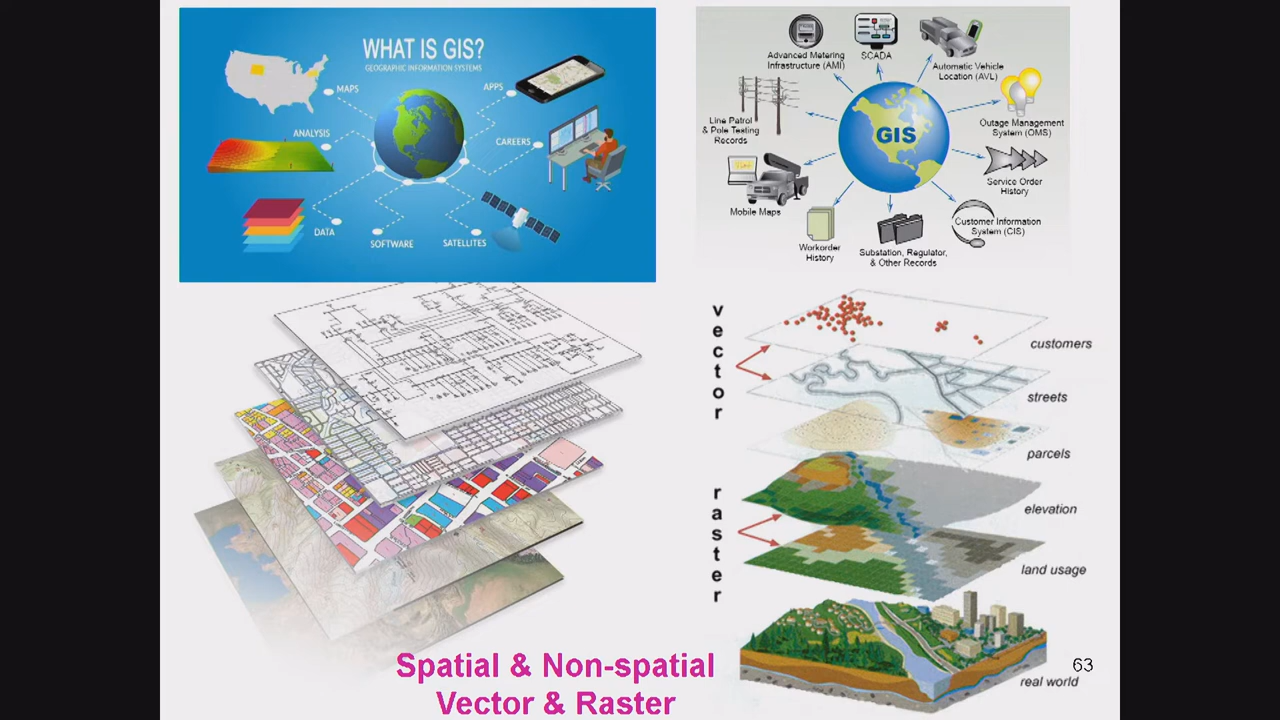 WHAT IS GIS?
GEOGRAPHIC INFORMATION SYSTEMS
MAPS
APPS
ANALYSIS
CAREERS
DATA
SOFTWARE
SATELLITES
Advanced Metering
Infrastructure (AMI)
SCADA
Automatic Vehicle
Location (AVL)
Line Patrol
& Pole Testing
Records
GIS
Outage Management
System (OMS)
Service Order
History
Mobile Maps
Customer Information
System (CIS)
Workorder
History
Substation, Regulator,
& Other Records
vector
customers
streets
parcels
raster
elevation
land usage
real world
Spatial & Non-spatial
Vector & Raster
63